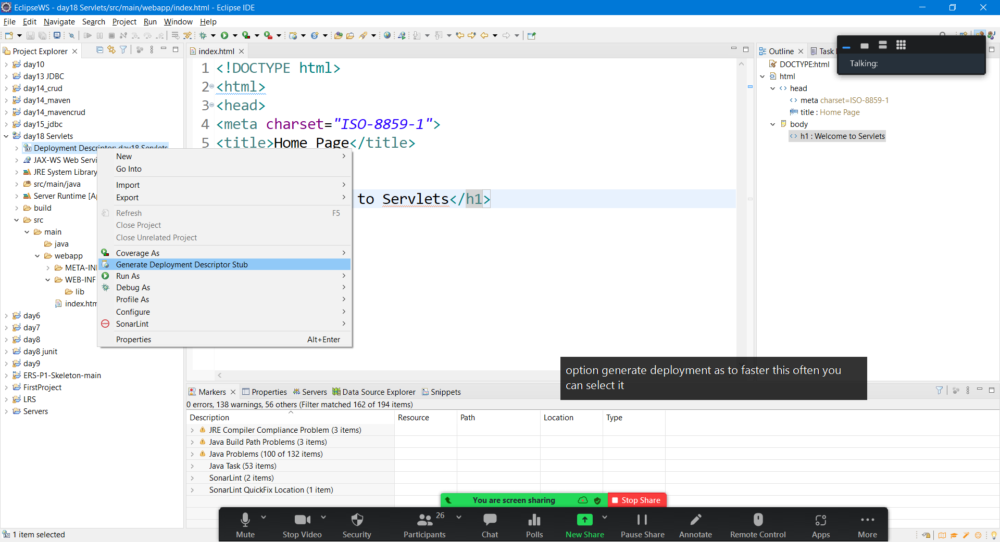 EclipseWS - day18 Servlets/src/main/webapp/index.html - Eclipse IDE
File Edit Navigate Search Project Run Window Help
Project Explorer
day10
day13 JDBC
day14_crud
day14_maven
day14_mavencrud
day15_jdbc
day18 Servlets
Deployment Descriptor: day18 Servlets
JAX-WS Web Servi
JRE System Library
src/main/java
Server Runtime [Ap
build
src
main
java
webapp
META-IN
WEB-INF
lib
index.htm
day6
day7
day8
day8 junit
day9
ERS-P1-Skeleton-main
FirstProject
LRS
Servers
New
Go Into
Import
Export
Refresh F5
Close Project
Close Unrelated Project
Coverage As
Generate Deployment Descriptor Stub
Run As
Debug As
Profile As
Configure
SonarLint
Properties Alt+Enter
index.html
1 <!DOCTYPE html>
2 <html>
3 <head>
4 <meta charset="ISO-8859-1">
5 <title>Home Page</title>
to Servlets</h1>
Outline
Task
Talking:
DOCTYPE:html
html
head
meta charset=ISO-8859-1
title : Home Page
body
h1 : Welcome to Servlets
option generate deployment as to faster this often you
can select it
Markers Properties Servers Data Source Explorer Snippets
0 errors, 138 warnings, 56 others (Filter matched 162 of 194 items)
Description Resource Path Location Type
JRE Compiler Compliance Problem (3 items)
Java Build Path Problems (3 items)
Java Problems (100 of 132 items)
Java Task (53 items)
SonarLint (2 items)
SonarLint QuickFix Location (1 item)
You are screen sharing Stop Share
Mute Stop Video Security Participants 26 Chat Polls New Share Pause Share Annotate Remote Control Apps More
1 item selected